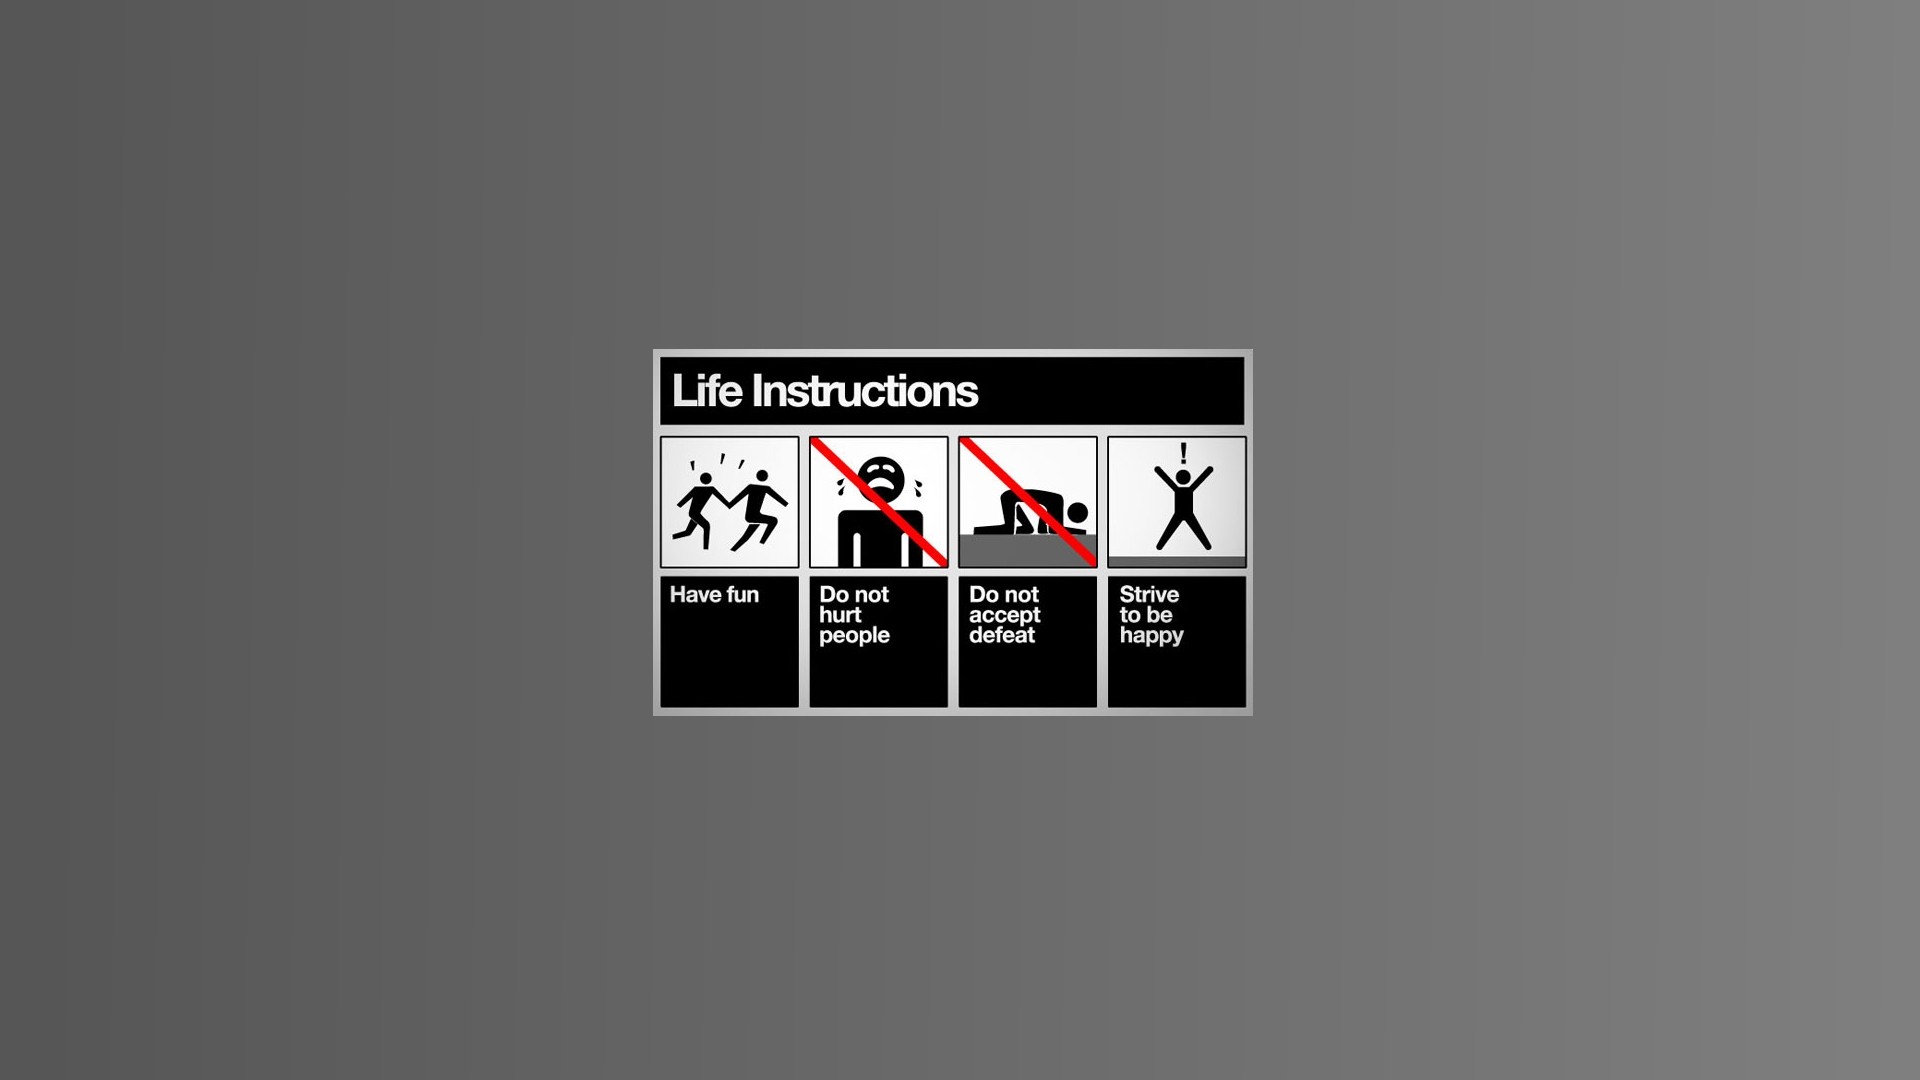 Life Instructions
!
Have fun
Do not
hurt
people
Do not
accept
defeat
Strive
to be
happy